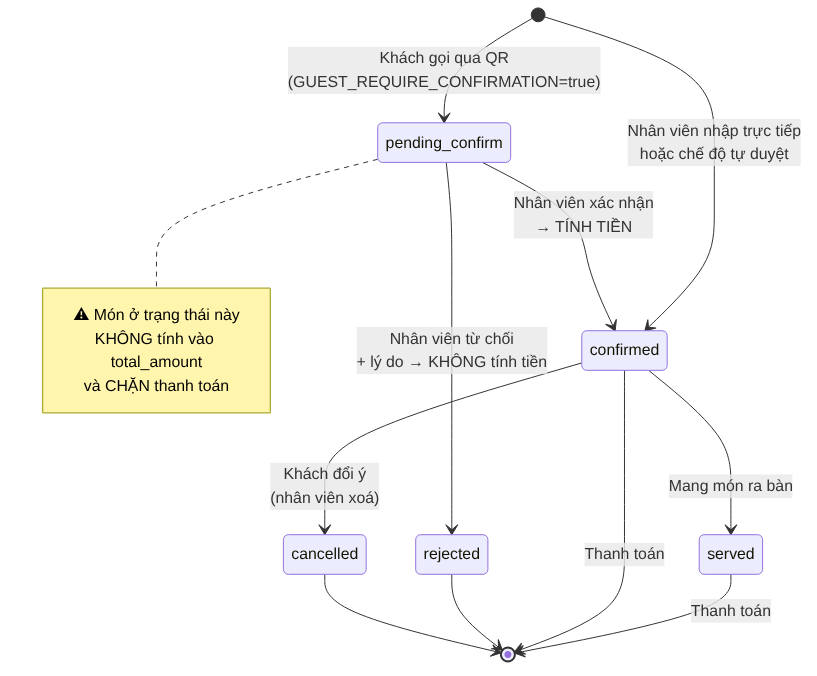 Khách gọi qua QR
(GUEST_REQUIRE_CONFIRMATION=true)
Nhân viên nhập trực tiếp
hoặc chế độ tự duyệt
pending_confirm
Nhân viên xác nhận
→ TÍNH TIỀN
⚠ Món ở trạng thái này
KHÔNG tính vào
total_amount
và CHẶN thanh toán
Nhân viên từ chối
+ lý do → KHÔNG tính tiền
confirmed
Khách đổi ý
(nhân viên xoá)
Mang món ra bàn
cancelled
rejected
Thanh toán
served
Thanh toán